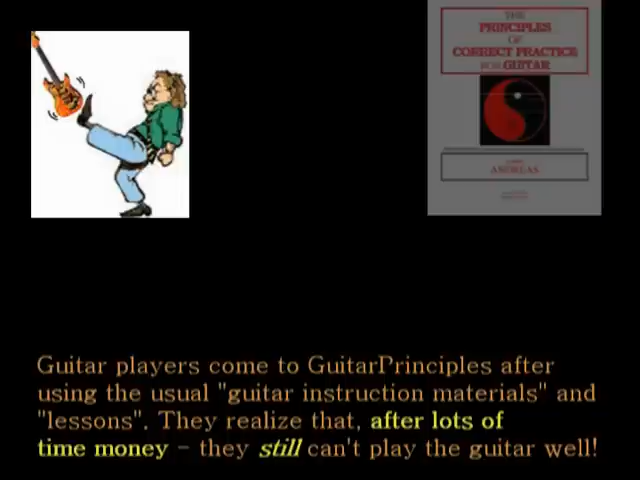 THE
PRINCIPLES
OF
CORRECT PRACTICE
FOR GUITAR
ANDREAS
Guitar players come to GuitarPrinciples after
using the usual "guitar instruction materials" and
"lessons". They realize that, after lots of
time money – they still can't play the guitar well!